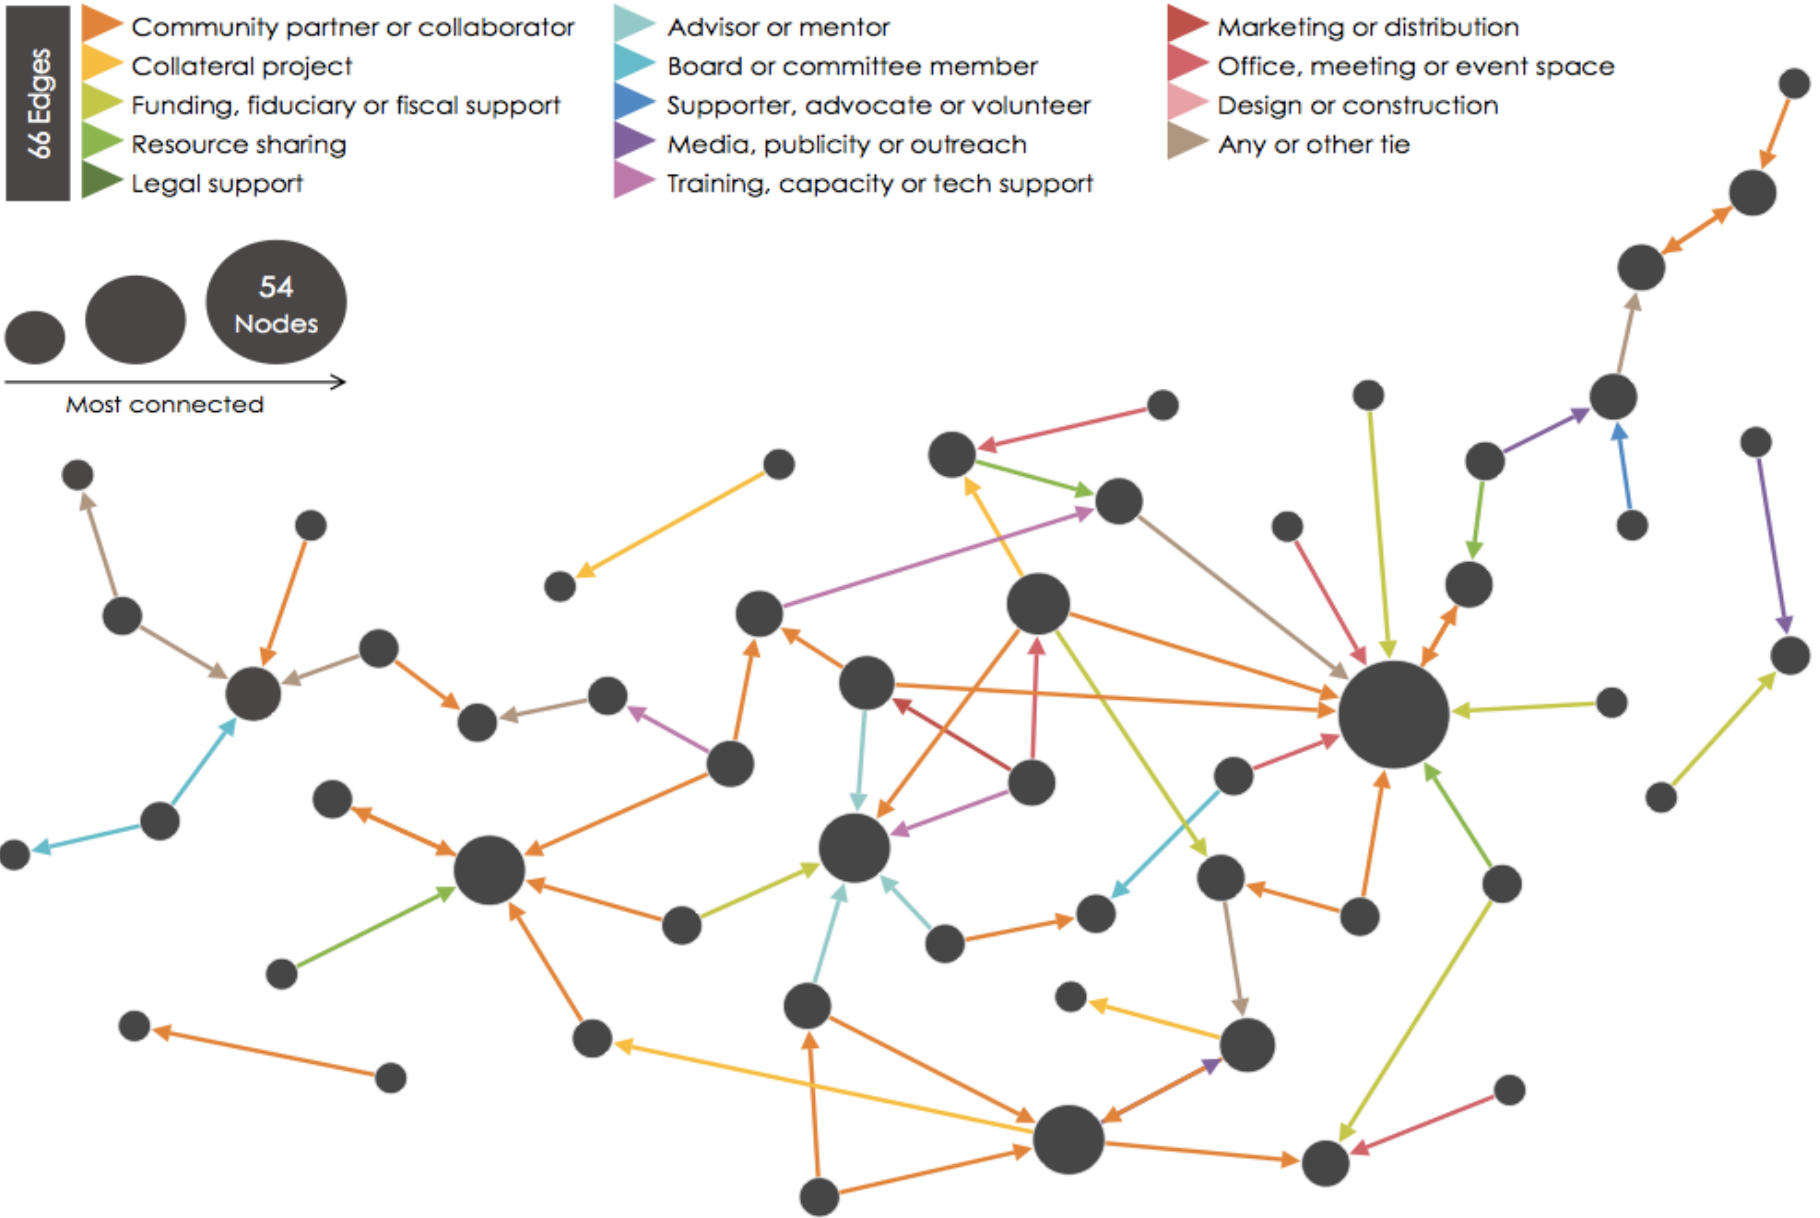 66 Edges
Community partner or collaborator
Collateral project
Funding, fiduciary or fiscal support
Resource sharing
Legal support
Advisor or mentor
Board or committee member
Supporter, advocate or volunteer
Media, publicity or outreach
Training, capacity or tech support
Marketing or distribution
Office, meeting or event space
Design or construction
Any or other tie
54
Nodes
Most connected